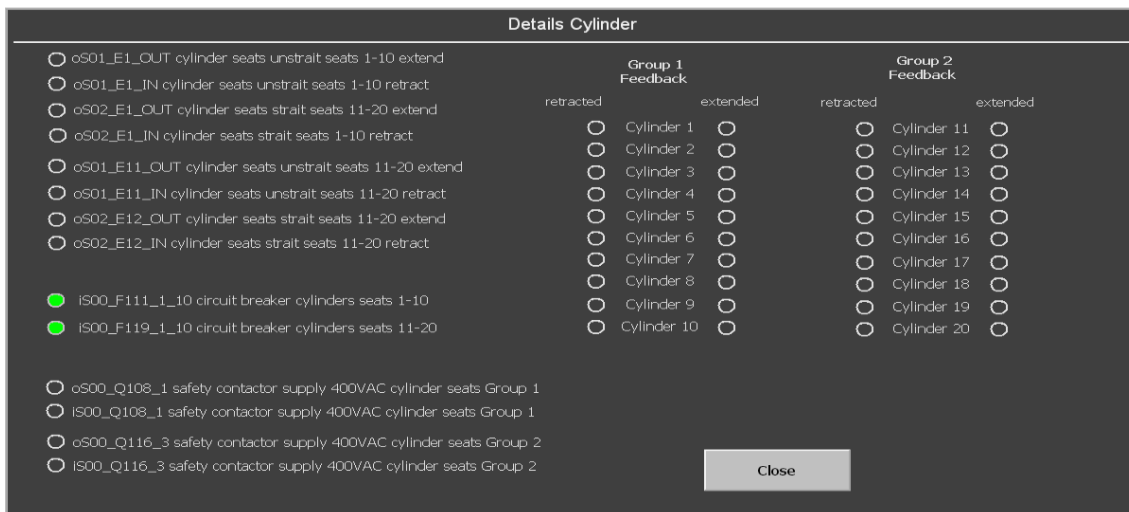 Details Cylinder
oS01_E1_OUT cylinder seats unstrait seats 1-10 extend
oS01_E1_IN cylinder seats unstrait seats 1-10 retract
oS02_E1_OUT cylinder seats strait seats 11-20 extend
oS02_E1_IN cylinder seats strait seats 1-10 retract
oS01_E11_OUT cylinder seats unstrait seats 11-20 extend
oS01_E11_IN cylinder seats unstrait seats 11-20 retract
oS02_E12_OUT cylinder seats strait seats 11-20 extend
oS02_E12_IN cylinder seats strait seats 11-20 retract
iS00_F111_1_10 circuit breaker cylinders seats 1-10
iS00_F119_1_10 circuit breaker cylinders seats 11-20
oS00_Q108_1 safety contactor supply 400VAC cylinder seats Group 1
iS00_Q108_1 safety contactor supply 400VAC cylinder seats Group 1
oS00_Q116_3 safety contactor supply 400VAC cylinder seats Group 2
iS00_Q116_3 safety contactor supply 400VAC cylinder seats Group 2
Group 1
Feedback
retracted extended
Cylinder 1
Cylinder 2
Cylinder 3
Cylinder 4
Cylinder 5
Cylinder 6
Cylinder 7
Cylinder 8
Cylinder 9
Cylinder 10
Group 2
Feedback
retracted extended
Cylinder 11
Cylinder 12
Cylinder 13
Cylinder 14
Cylinder 15
Cylinder 16
Cylinder 17
Cylinder 18
Cylinder 19
Cylinder 20
Close